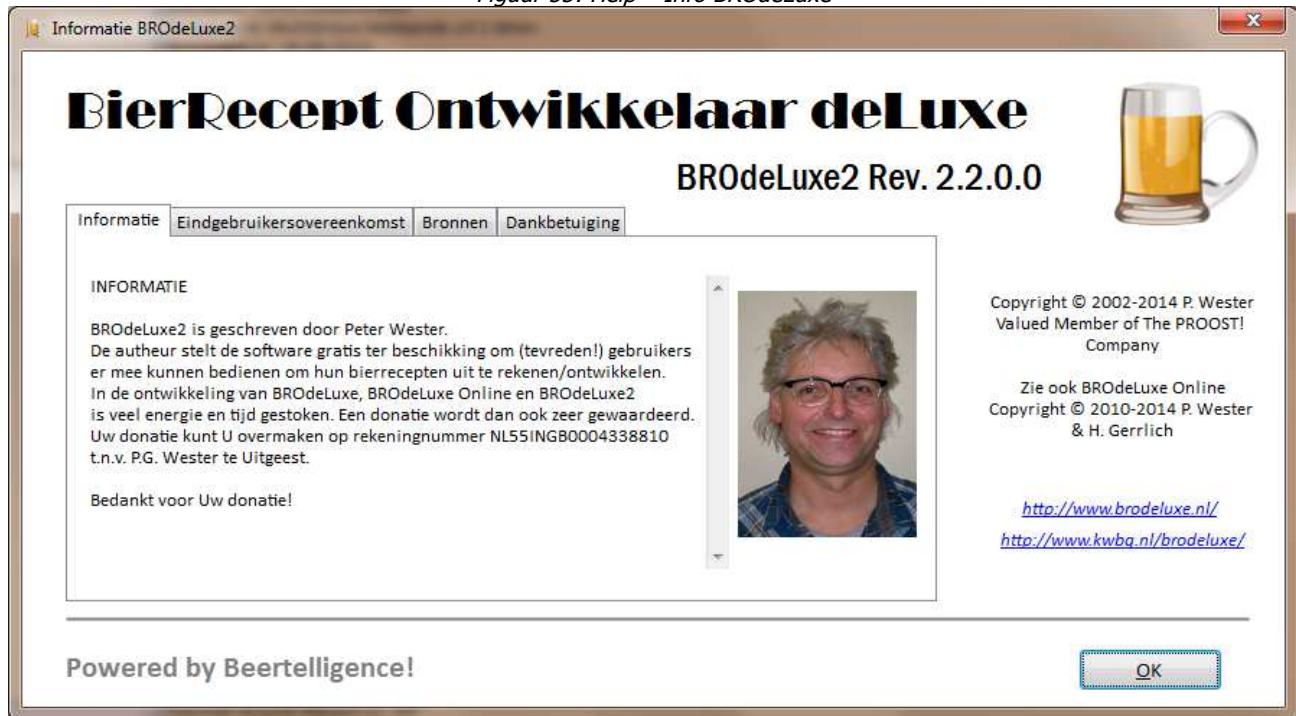 Informatie BROdeLuxe2
BierRecept Ontwikkelaar deLuxe
BROdeLuxe2 Rev. 2.2.0.0
Informatie
Eindgebruikersovereenkomst
Bronnen
Dankbetuiging
INFORMATIE
BROdeLuxe2 is geschreven door Peter Wester.
De autheur stelt de software gratis ter beschikking om (tevreden!) gebruikers
er mee kunnen bedienen om hun bierrecepten uit te rekenen/ontwikkelen.
In de ontwikkeling van BROdeLuxe, BROdeLuxe Online en BROdeLuxe2
is veel energie en tijd gestoken. Een donatie wordt dan ook zeer gewaardeerd.
Uw donatie kunt U overmaken op rekeningnummer NL55INGB0004338810
t.n.v. P.G. Wester te Uitgeest.
Bedankt voor Uw donatie!
Copyright © 2002-2014 P. Wester
Valued Member of The PROOST!
Company
Zie ook BROdeLuxe Online
Copyright © 2010-2014 P. Wester
& H. Gerrlich
http://www.brodeluxe.nl/
http://www.kwbq.nl/brodeluxe/
Powered by Beertelligence!
OK